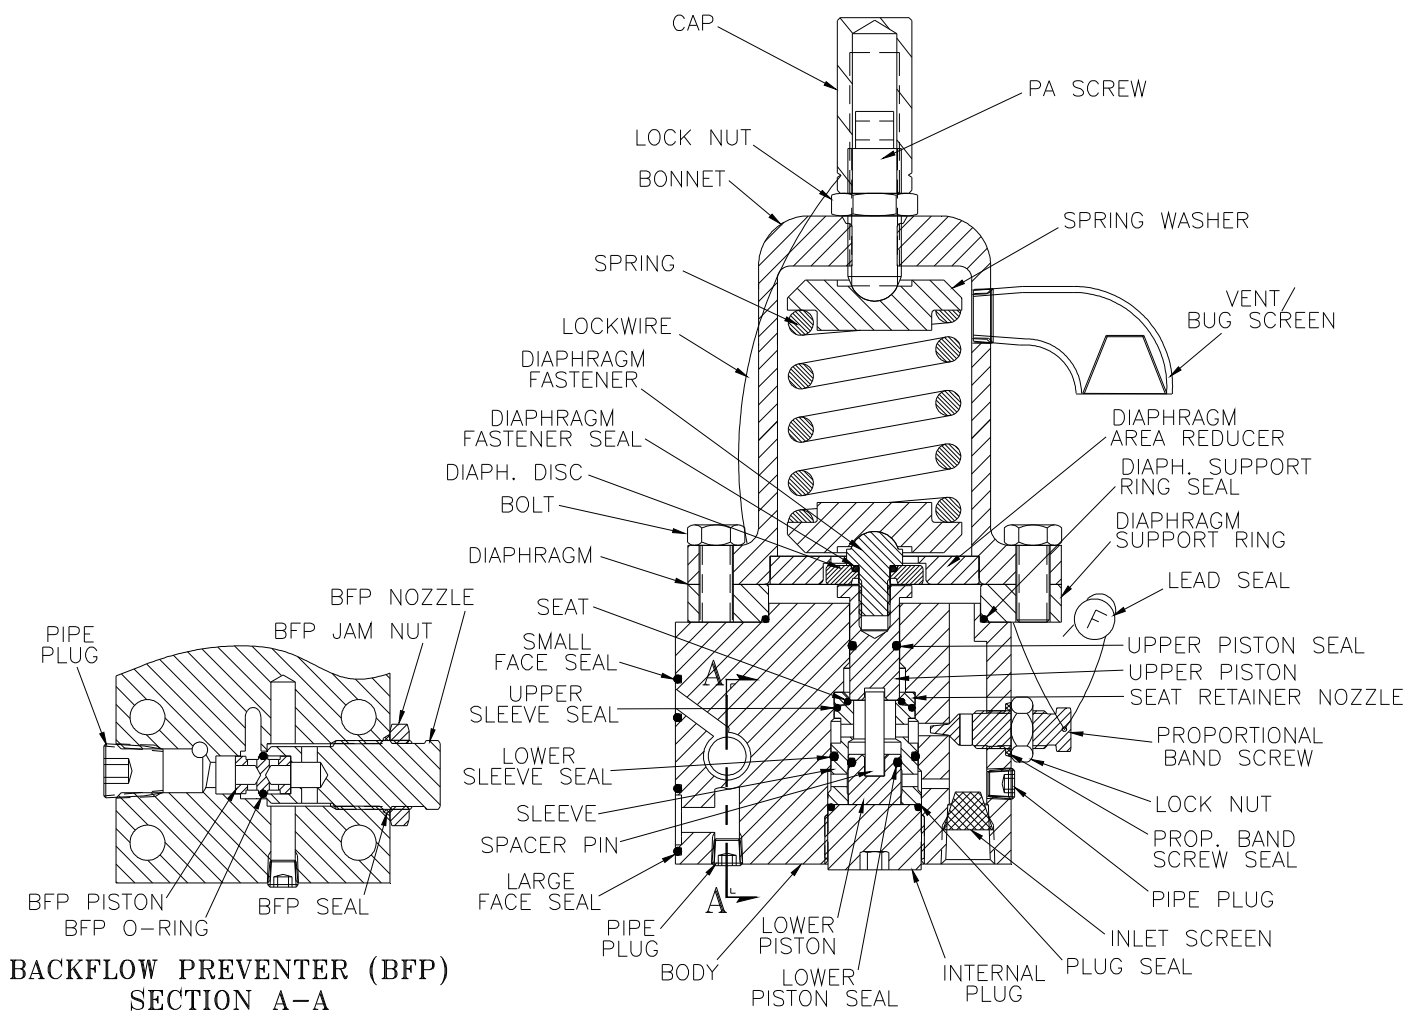 CAP
PA SCREW
LOCK NUT
BONNET
SPRING WASHER
SPRING
VENT/
BUG SCREEN
LOCKWIRE
DIAPHRAGM
FASTENER
DIAPHRAGM
FASTENER SEAL
DIAPHRAGM
AREA REDUCER
DIAPH. DISC
DIAPH. SUPPORT
RING SEAL
BOLT
DIAPHRAGM
SUPPORT RING
DIAPHRAGM
LEAD SEAL
F
BFP NOZZLE
BFP JAM NUT
SEAT
PIPE
PLUG
SMALL
FACE SEAL
UPPER PISTON SEAL
UPPER PISTON
SEAT RETAINER NOZZLE
A
UPPER
SLEEVE SEAL
PROPORTIONAL
BAND SCREW
LOWER
SLEEVE SEAL
LOCK NUT
SLEEVE
SPACER PIN
PROP. BAND
SCREW SEAL
LARGE
FACE SEAL
A
PIPE PLUG
BFP PISTON
BFP O-RING
BFP SEAL
PIPE
PLUG
LOWER
PISTON
INLET SCREEN
BODY
LOWER
PISTON SEAL
INTERNAL
PLUG
PLUG SEAL
BACKFLOW PREVENTER (BFP)
SECTION A-A